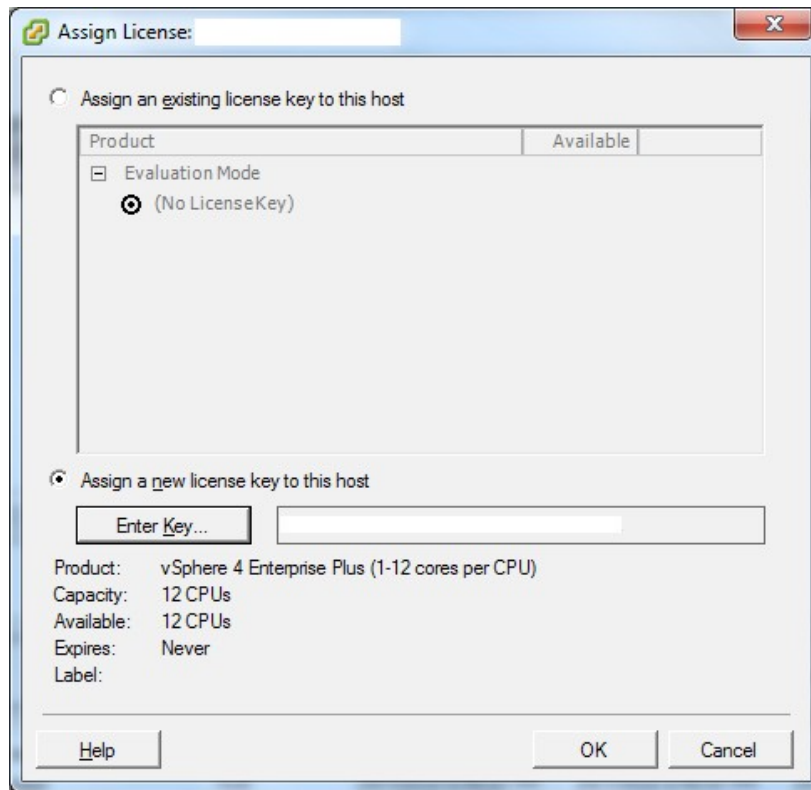 Assign License:
Assign an existing license key to this host
Product Available
Evaluation Mode
(No License Key)
Assign a new license key to this host
Enter Key...
Product: vSphere 4 Enterprise Plus (1-12 cores per CPU)
Capacity: 12 CPUs
Available: 12 CPUs
Expires: Never
Label:
Help OK Cancel